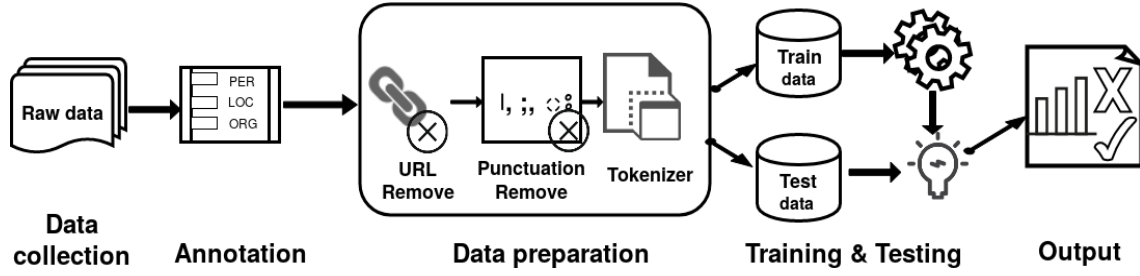 Raw data
PER
LOC
ORG
URL
Remove
Punctuation
Remove
Tokenizer
Train
data
Test
data
Data
collection
Annotation
Data preparation
Training & Testing
Output